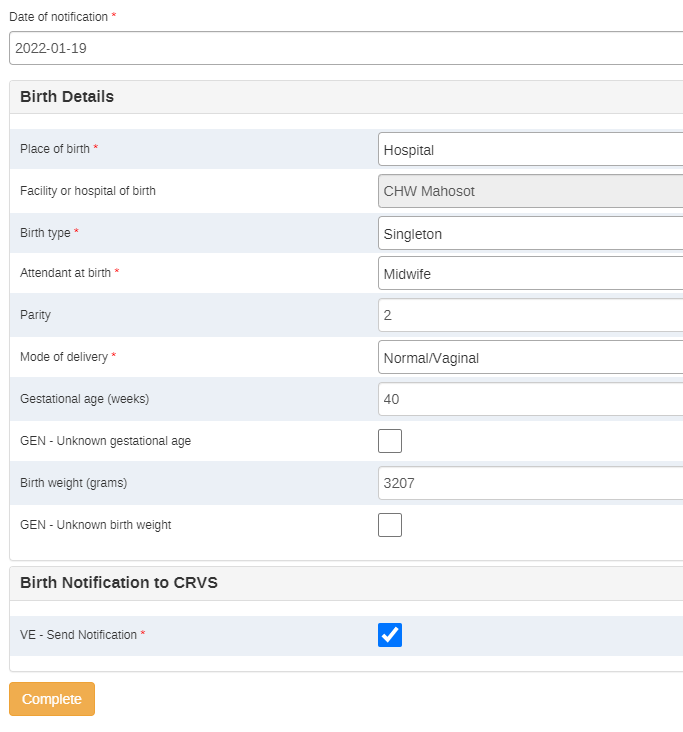 Date of notification *
2022-01-19
Birth Details
Place of birth * Hospital
Facility or hospital of birth CHW Mahosot
Birth type * Singleton
Attendant at birth * Midwife
Parity 2
Mode of delivery * Normal/Vaginal
Gestational age (weeks) 40
GEN - Unknown gestational age
Birth weight (grams) 3207
GEN - Unknown birth weight
Birth Notification to CRVS
VE - Send Notification *
Complete